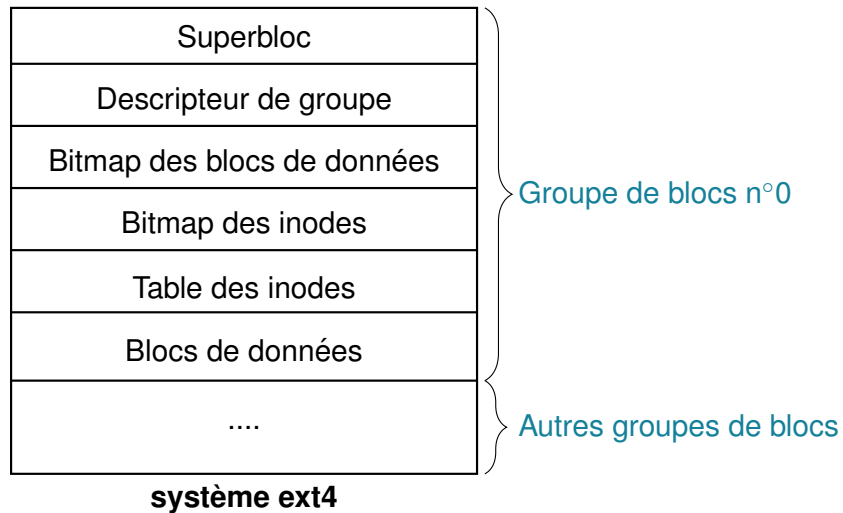 Superbloc
Descripteur de groupe
Bitmap des blocs de données
Bitmap des inodes
Table des inodes
Blocs de données
....
Groupe de blocs n°0
Autres groupes de blocs
système ext4